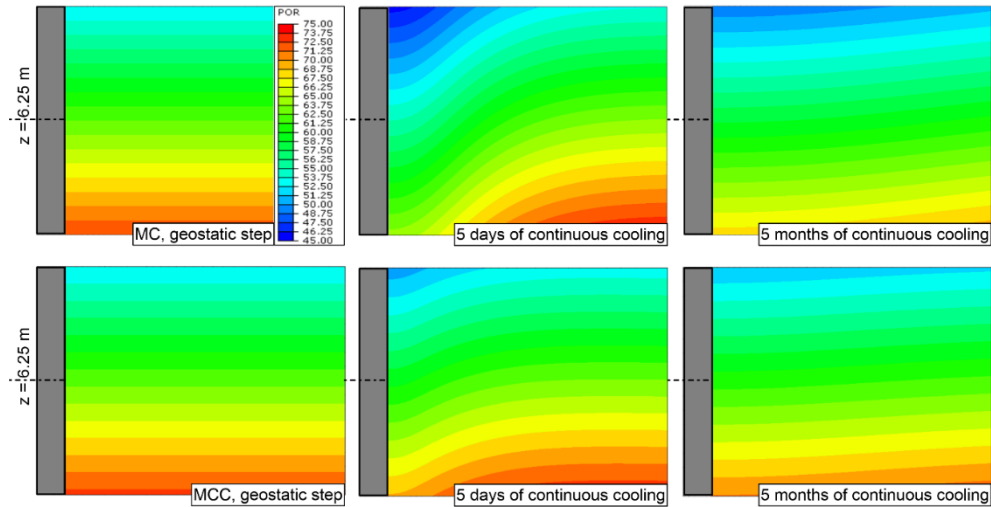 z = 6.25 m
POR
75.00
73.75
72.50
71.25
70.00
68.75
67.50
66.25
65.00
63.75
62.50
61.25
60.00
58.75
57.50
56.25
55.00
53.75
52.50
51.25
50.00
48.75
47.50
46.25
45.00
MC, geostatic step
5 days of continuous cooling
5 months of continuous cooling
z = 6.25 m
MCC, geostatic step
5 days of continuous cooling
5 months of continuous cooling